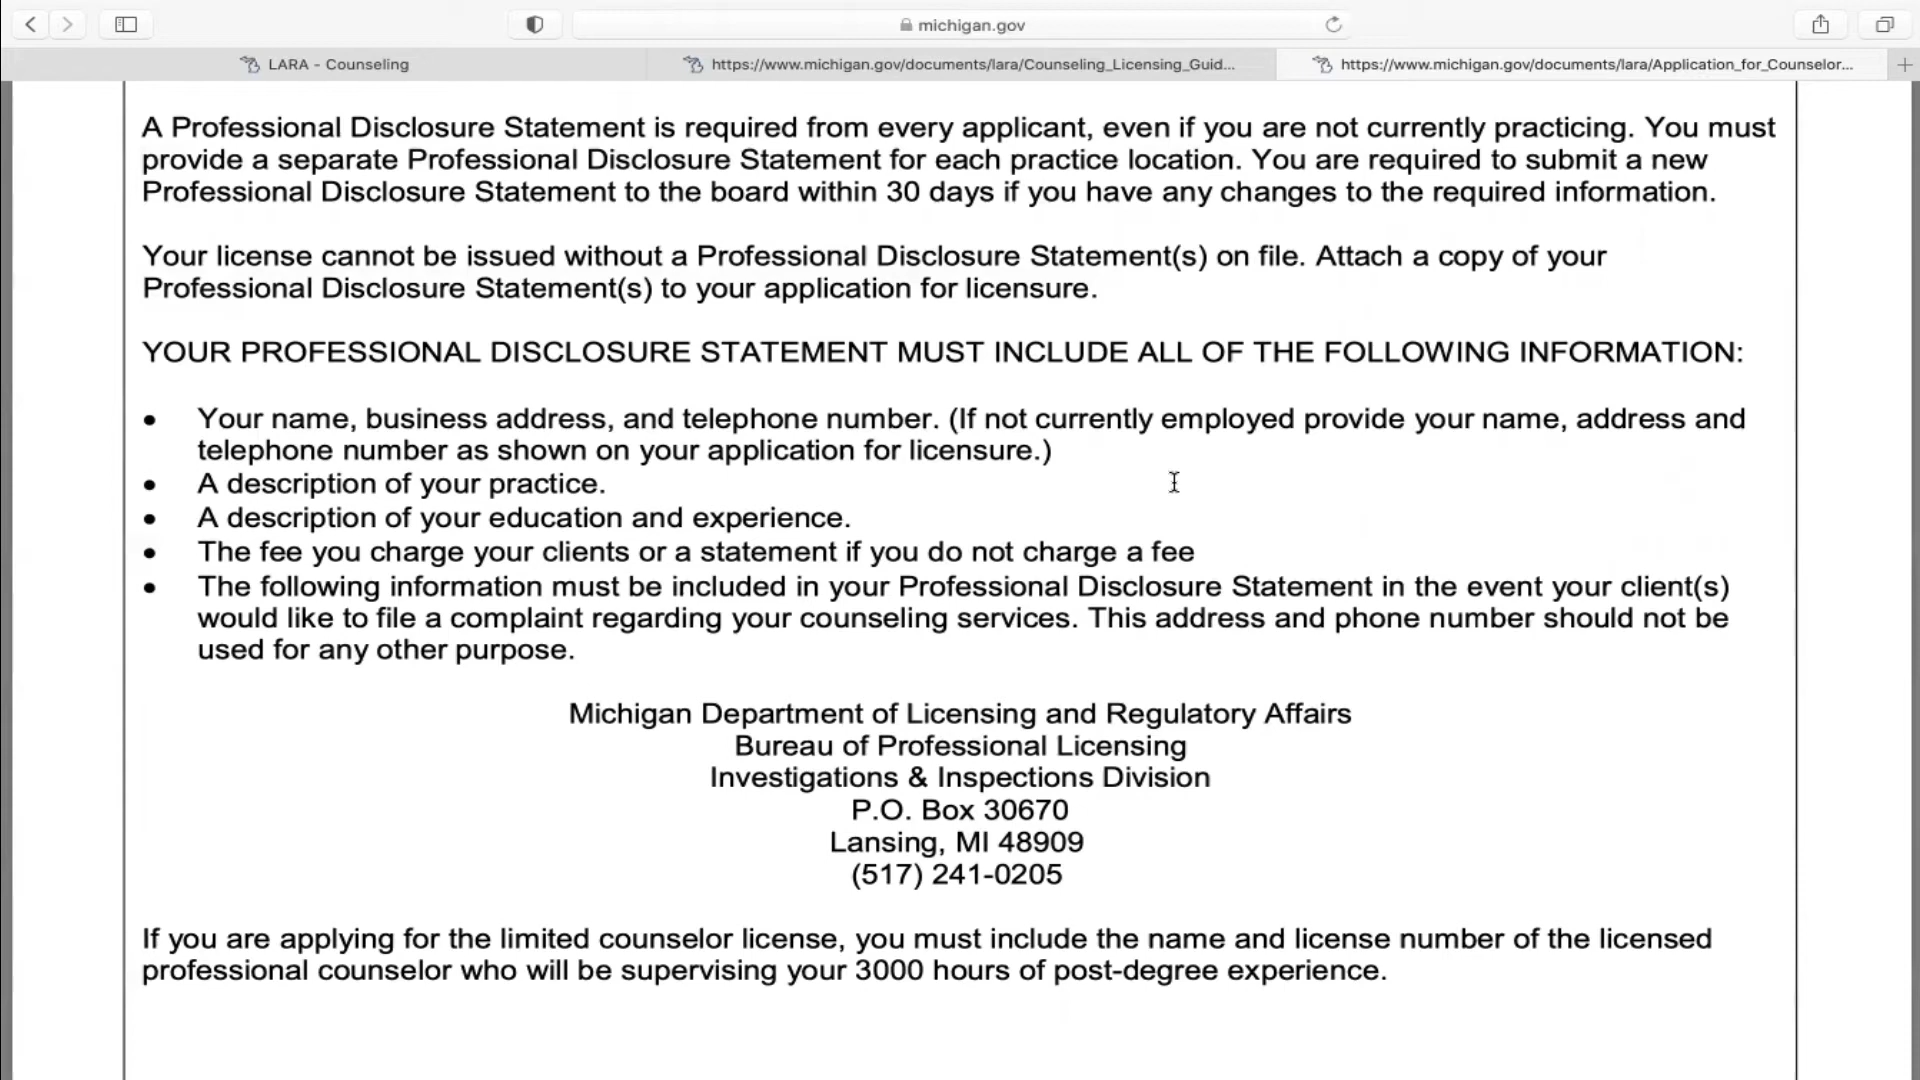 michigan.gov
LARA - Counseling
https://www.michigan.gov/documents/lara/Counseling_Licensing_Guid...
https://www.michigan.gov/documents/lara/Application_for_Counselor...
A Professional Disclosure Statement is required from every applicant, even if you are not currently practicing. You must
provide a separate Professional Disclosure Statement for each practice location. You are required to submit a new
Professional Disclosure Statement to the board within 30 days if you have any changes to the required information.
Your license cannot be issued without a Professional Disclosure Statement(s) on file. Attach a copy of your
Professional Disclosure Statement(s) to your application for licensure.
YOUR PROFESSIONAL DISCLOSURE STATEMENT MUST INCLUDE ALL OF THE FOLLOWING INFORMATION:
• Your name, business address, and telephone number. (If not currently employed provide your name, address and
telephone number as shown on your application for licensure.)
• A description of your practice.
• A description of your education and experience.
• The fee you charge your clients or a statement if you do not charge a fee
• The following information must be included in your Professional Disclosure Statement in the event your client(s)
would like to file a complaint regarding your counseling services. This address and phone number should not be
used for any other purpose.
Michigan Department of Licensing and Regulatory Affairs
Bureau of Professional Licensing
Investigations & Inspections Division
P.O. Box 30670
Lansing, MI 48909
(517) 241-0205
If you are applying for the limited counselor license, you must include the name and license number of the licensed
professional counselor who will be supervising your 3000 hours of post-degree experience.